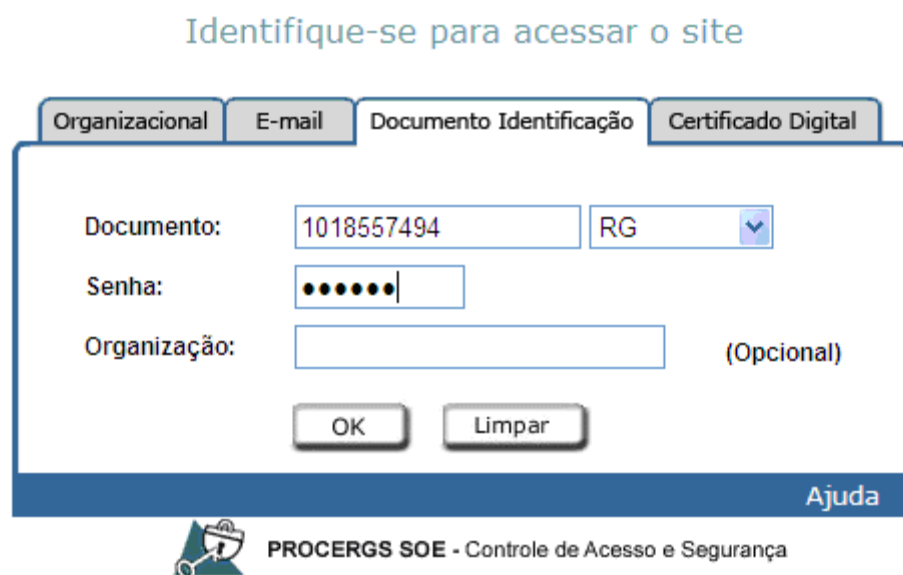 Identifique-se para acessar o site
Organizacional E-mail Documento Identificação Certificado Digital
Documento: 1018557494 RG
Senha: ●●●●●●
Organização: (Opcional)
OK Limpar
Ajuda
PROCERGS SOE - Controle de Acesso e Segurança